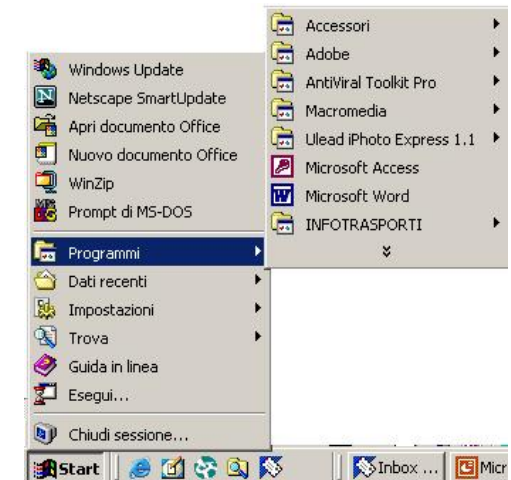 Windows Update
Netscape SmartUpdate
Apri documento Office
Nuovo documento Office
WinZip
Prompt di MS-DOS
Programmi
Dati recenti
Impostazioni
Trova
Guida in linea
Esegui...
Chiudi sessione...
Accessori
Adobe
AntiViral Toolkit Pro
Macromedia
Ulead iPhoto Express 1.1
Microsoft Access
Microsoft Word
INFOTRASPORTI
Start
Inbox ...
Micr